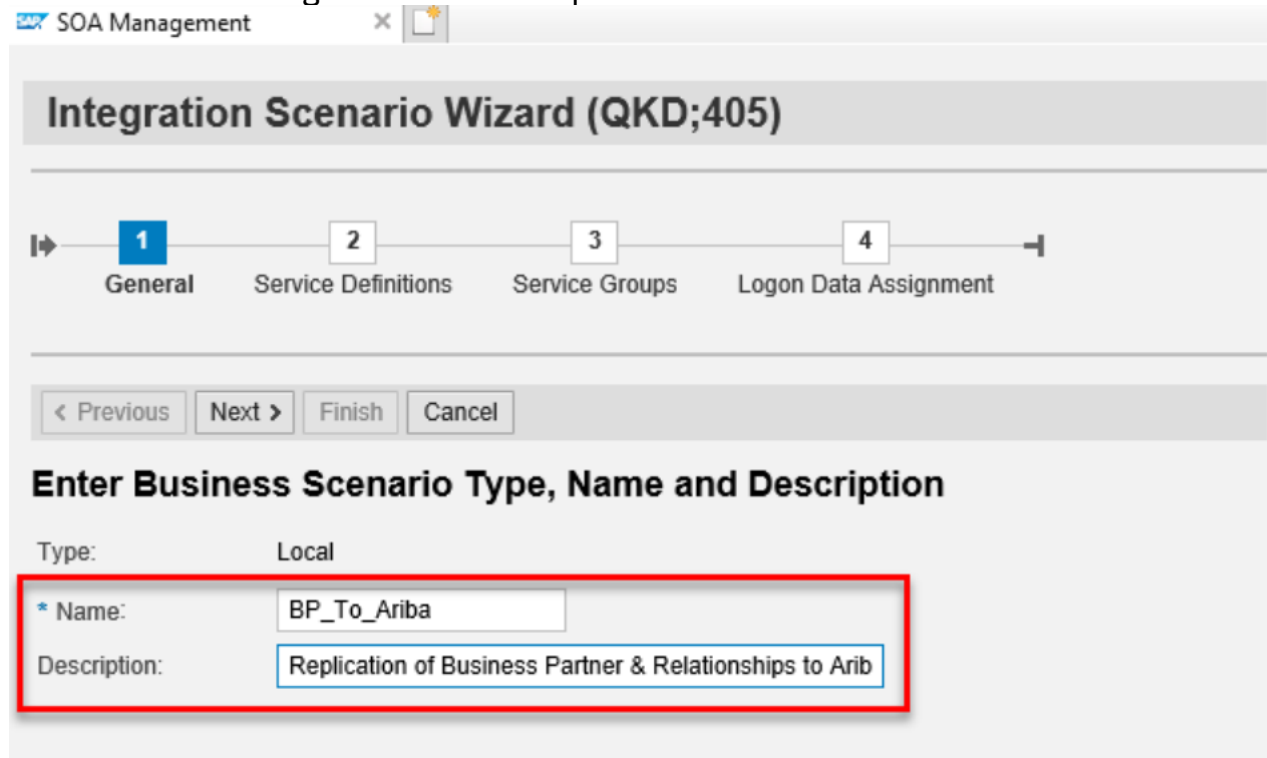 SAP SOA Management
Integration Scenario Wizard (QKD;405)
1 2 3 4
General Service Definitions Service Groups Logon Data Assignment
< Previous Next > Finish Cancel
Enter Business Scenario Type, Name and Description
Type: Local
* Name: BP_To_Ariba
Description: Replication of Business Partner & Relationships to Arib